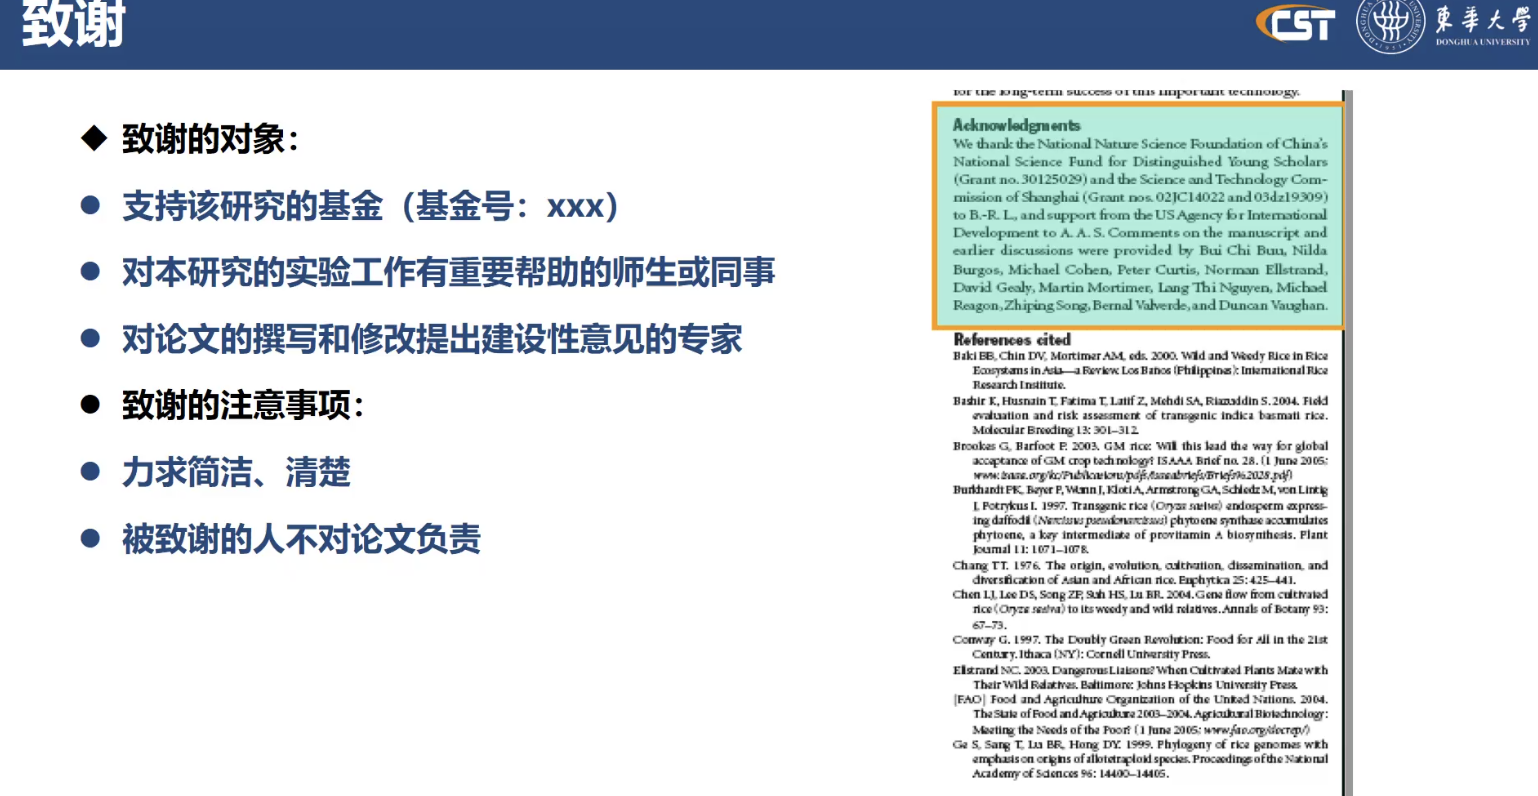 致谢
CST
東華大學
DONGHUA UNIVERSITY
◆ 致谢的对象：
● 支持该研究的基金（基金号：xxx）
● 对本研究的实验工作有重要帮助的师生或同事
● 对论文的撰写和修改提出建设性意见的专家
● 致谢的注意事项：
● 力求简洁、清楚
● 被致谢的人不对论文负责
for the long-term success of this important technology.
Acknowledgments
We thank the National Nature Science Foundation of China's
National Science Fund for Distinguished Young Scholars
(Grant no. 30125029) and the Science and Technology Com-
mission of Shanghai (Grant nos. 02JC14022 and 03dz19309)
to B.-R. L., and support from the US Agency for International
Development to A. A. S. Comments on the manuscript and
earlier discussions were provided by Bui Chi Buu, Nilda
Burgos, Michael Cohen, Peter Curtis, Norman Ellstrand,
David Gealy, Martin Mortimer, Lang Thi Nguyen, Michael
Reagon, Zhiping Song, Bernal Valverde, and Duncan Vaughan.
References cited
Baki BB, Chin DV, Mortimer AM, eds. 2000. Wild and Weedy Rice in Rice
Ecosystems in Asia—a Review. Los Baños (Philippines): International Rice
Research Institute.
Bashir K, Husnain T, Fatima T, Latif Z, Mehdi SA, Riazuddin S. 2004. Field
evaluation and risk assessment of transgenic indica basmati rice.
Molecular Breeding 13: 301–312.
Brookes G, Barfoot P. 2003. GM rice: Will this lead the way for global
acceptance of GM crop technology? ISAAA Brief no. 28. (1 June 2005;
www.isaaa.org/kc/Publications/pdfs/isaaabriefs/Briefs%2028.pdf)
Burkhardt PK, Beyer P, Wünn J, Kloti A, Armstrong GA, Schledz M, von Lintig
J, Potrykus I. 1997. Transgenic rice (Oryza sativa) endosperm express-
ing daffodil (Narcissus pseudonarcissus) phytoene synthase accumulates
phytoene, a key intermediate of provitamin A biosynthesis. Plant
Journal 11: 1071–1078.
Chang TT. 1976. The origin, evolution, cultivation, dissemination, and
diversification of Asian and African rice. Euphytica 25: 425–441.
Chen LJ, Lee DS, Song ZP, Suh HS, Lu BR. 2004. Gene flow from cultivated
rice (Oryza sativa) to its weedy and wild relatives. Annals of Botany 93:
67–73.
Conway G. 1997. The Doubly Green Revolution: Food for All in the 21st
Century. Ithaca (NY): Cornell University Press.
Ellstrand NC. 2003. Dangerous Liaisons? When Cultivated Plants Mate with
Their Wild Relatives. Baltimore: Johns Hopkins University Press.
[FAO] Food and Agriculture Organization of the United Nations. 2004.
The State of Food and Agriculture 2003–2004. Agricultural Biotechnology:
Meeting the Needs of the Poor? (1 June 2005; www.fao.org/docrep/)
Ge S, Sang T, Lu BR, Hong DY. 1999. Phylogeny of rice genomes with
emphasis on origins of allotetraploid species. Proceedings of the National
Academy of Sciences 96: 14400–14405.